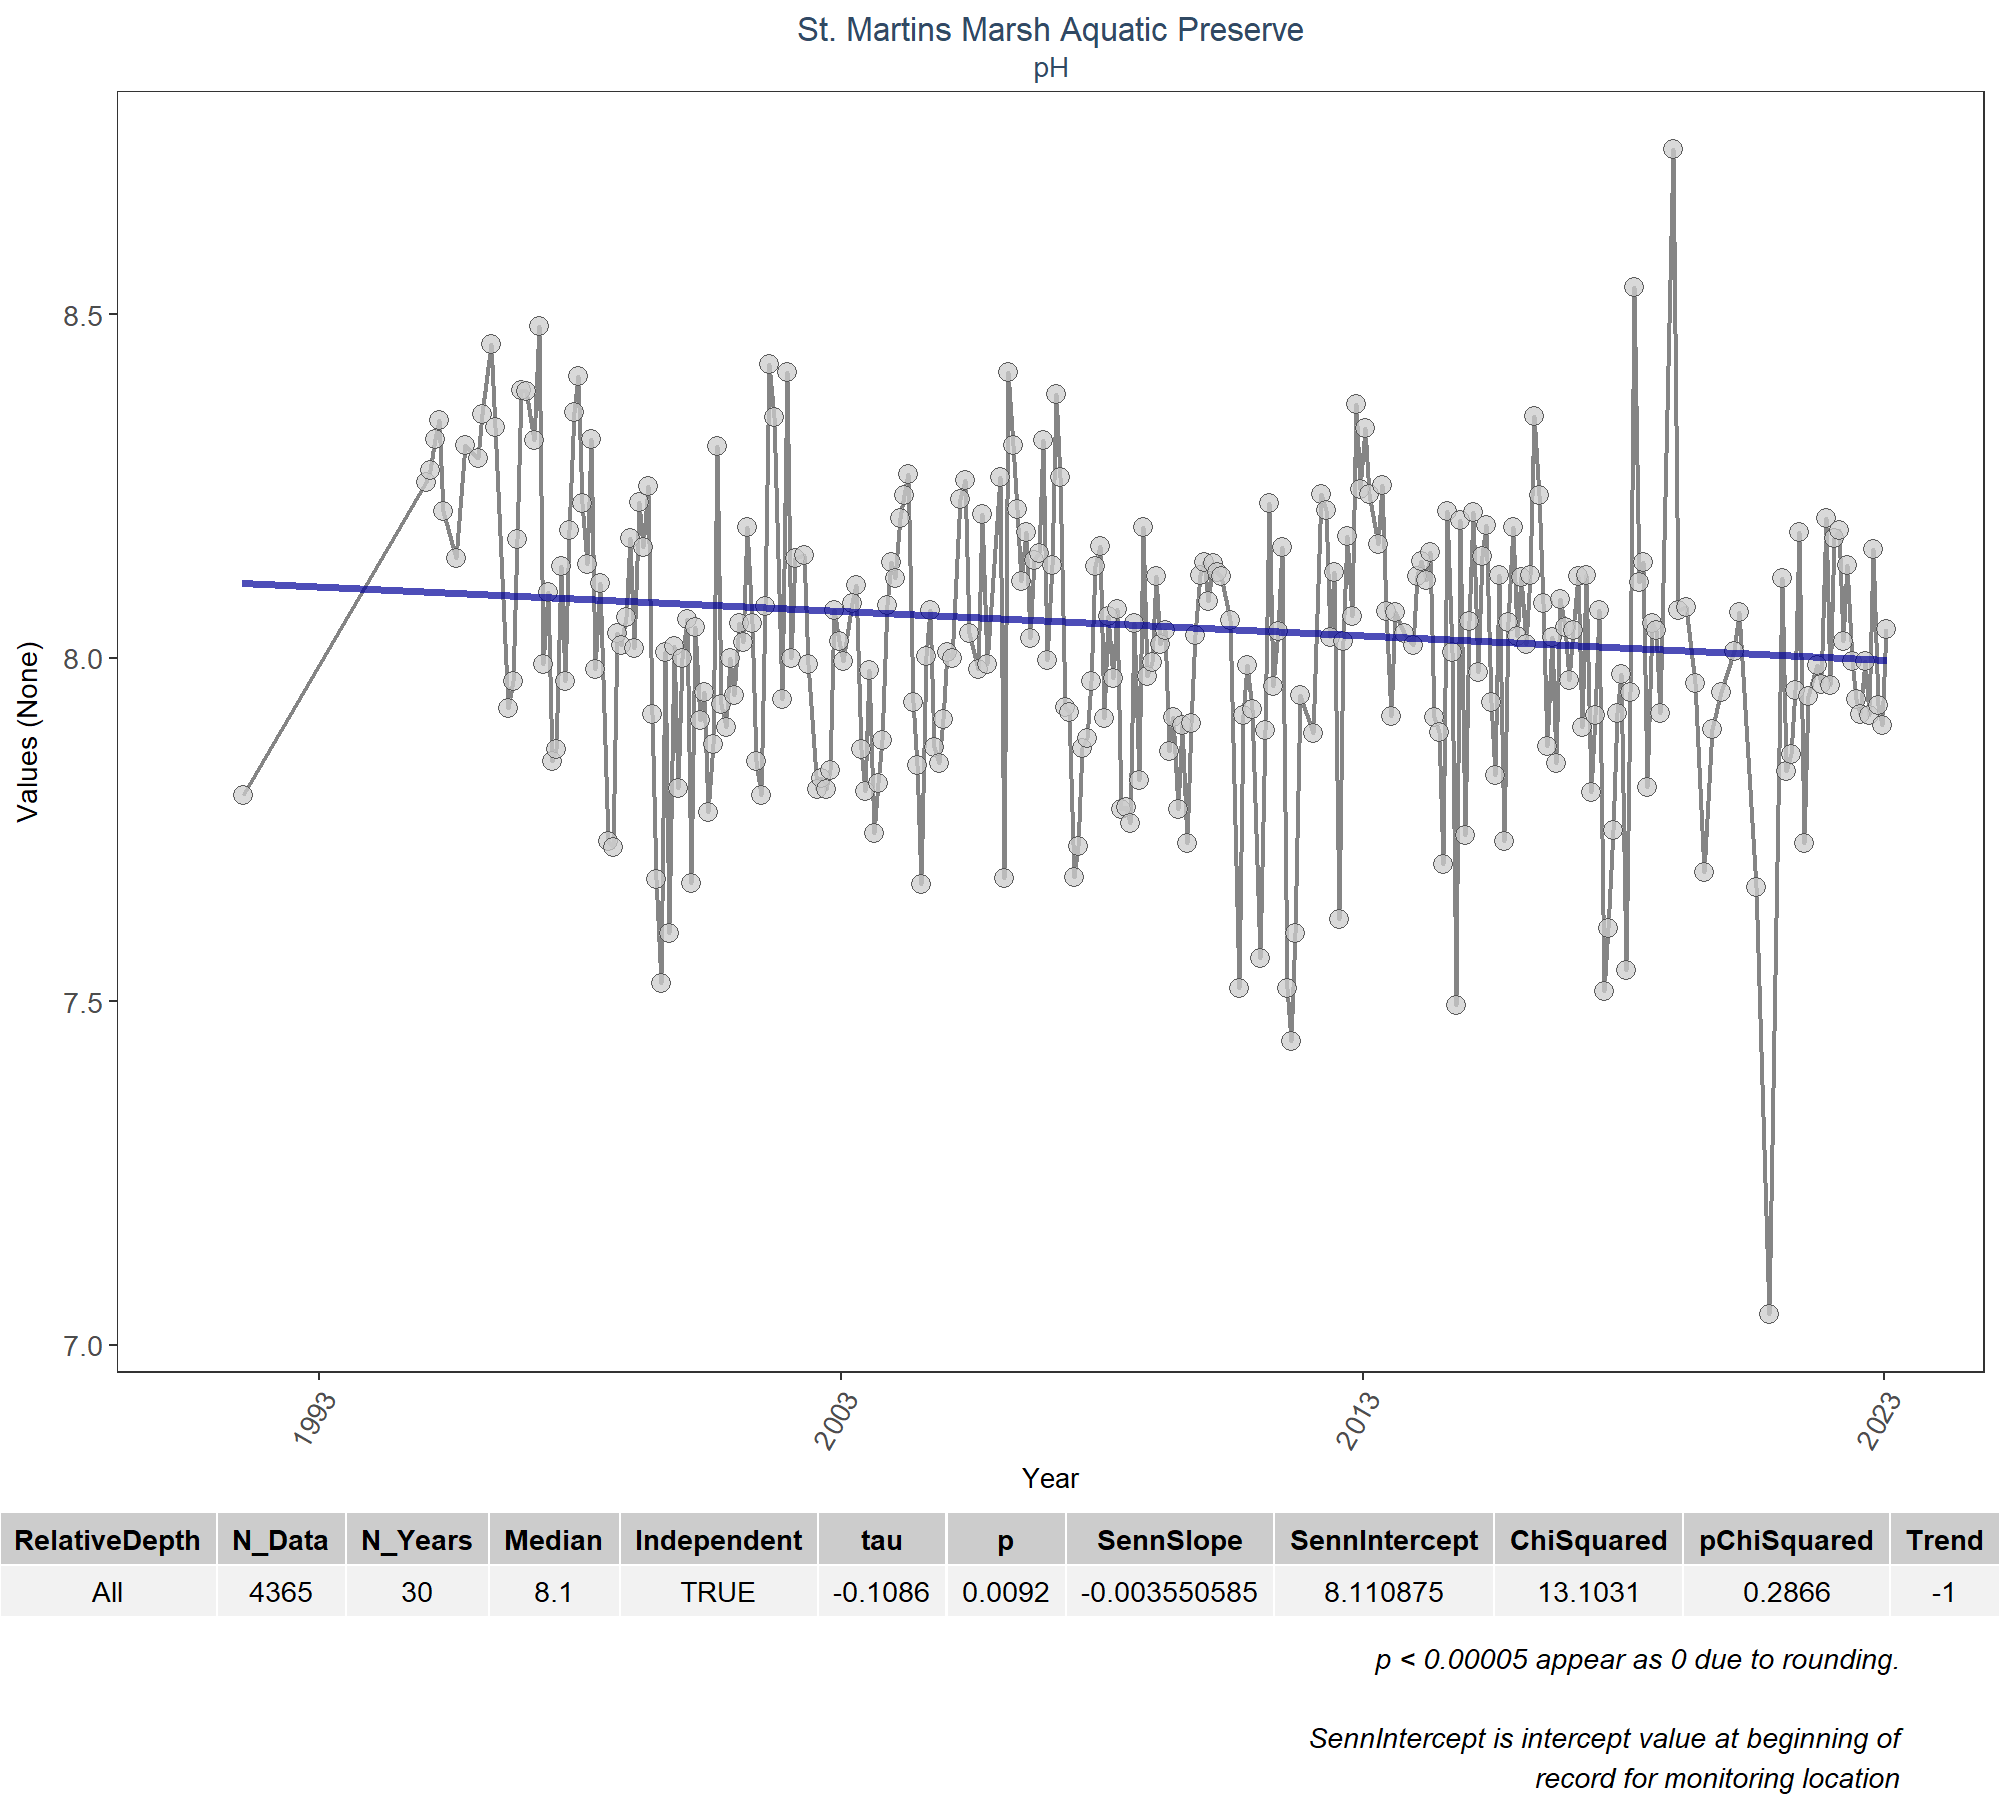 St. Martins Marsh Aquatic Preserve
pH
Values (None)
8.5
8.0
7.5
7.0
1993 2003 2013 2023
Year
RelativeDepth N_Data N_Years Median Independent tau p SennSlope SennIntercept ChiSquared pChiSquared Trend
All 4365 30 8.1 TRUE -0.1086 0.0092 -0.003550585 8.110875 13.1031 0.2866 -1
p < 0.00005 appear as 0 due to rounding.
SennIntercept is intercept value at beginning of
record for monitoring location